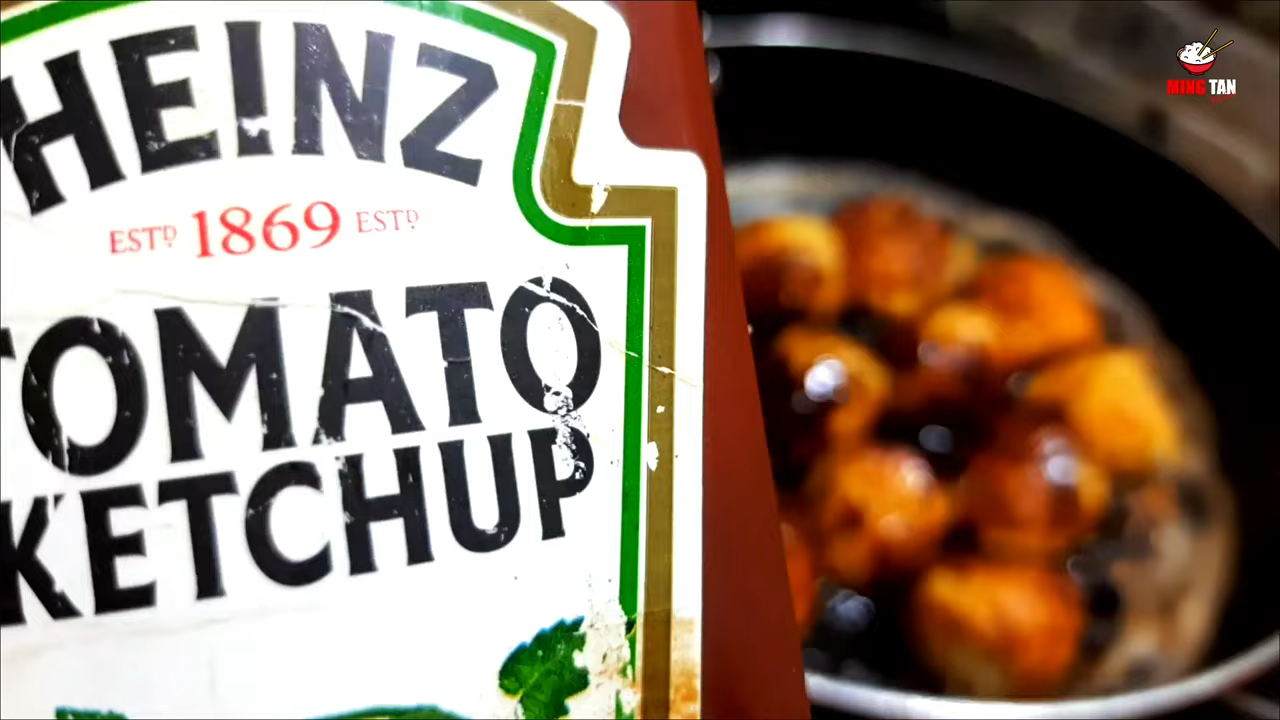 HEINZ
ESTD 1869 ESTD
TOMATO
KETCHUP
MING TAN